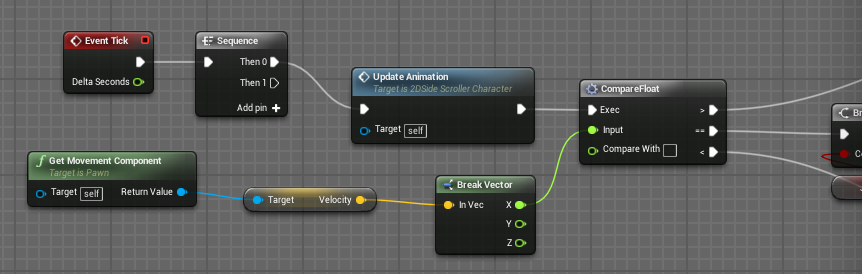 Event Tick
Delta Seconds
Sequence
Then 0
Then 1
Add pin
Update Animation
Target is 2DSide Scroller Character
Target self
CompareFloat
Exec >
Input ==
Compare With <
Br
Get Movement Component
Target is Pawn
Target self Return Value
Target Velocity
Break Vector
In Vec X
Y
Z